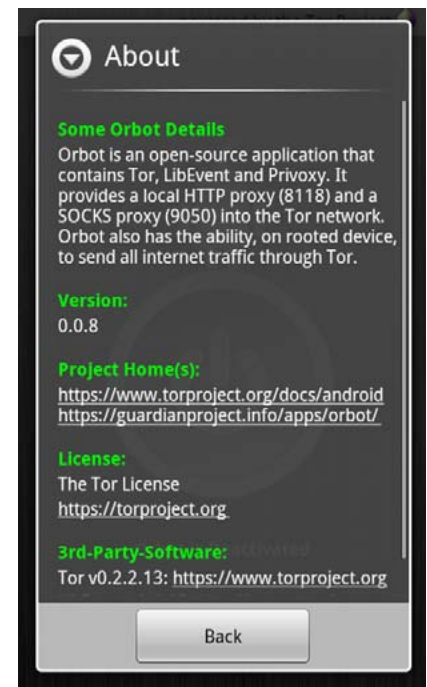 About
Some Orbot Details
Orbot is an open-source application that
contains Tor, LibEvent and Privoxy. It
provides a local HTTP proxy (8118) and a
SOCKS proxy (9050) into the Tor network.
Orbot also has the ability, on rooted device,
to send all internet traffic through Tor.
Version:
0.0.8
Project Home(s):
https://www.torproject.org/docs/android
https://guardianproject.info/apps/orbot/
License:
The Tor License
https://torproject.org
3rd-Party-Software:
Tor v0.2.2.13: https://www.torproject.org
Back